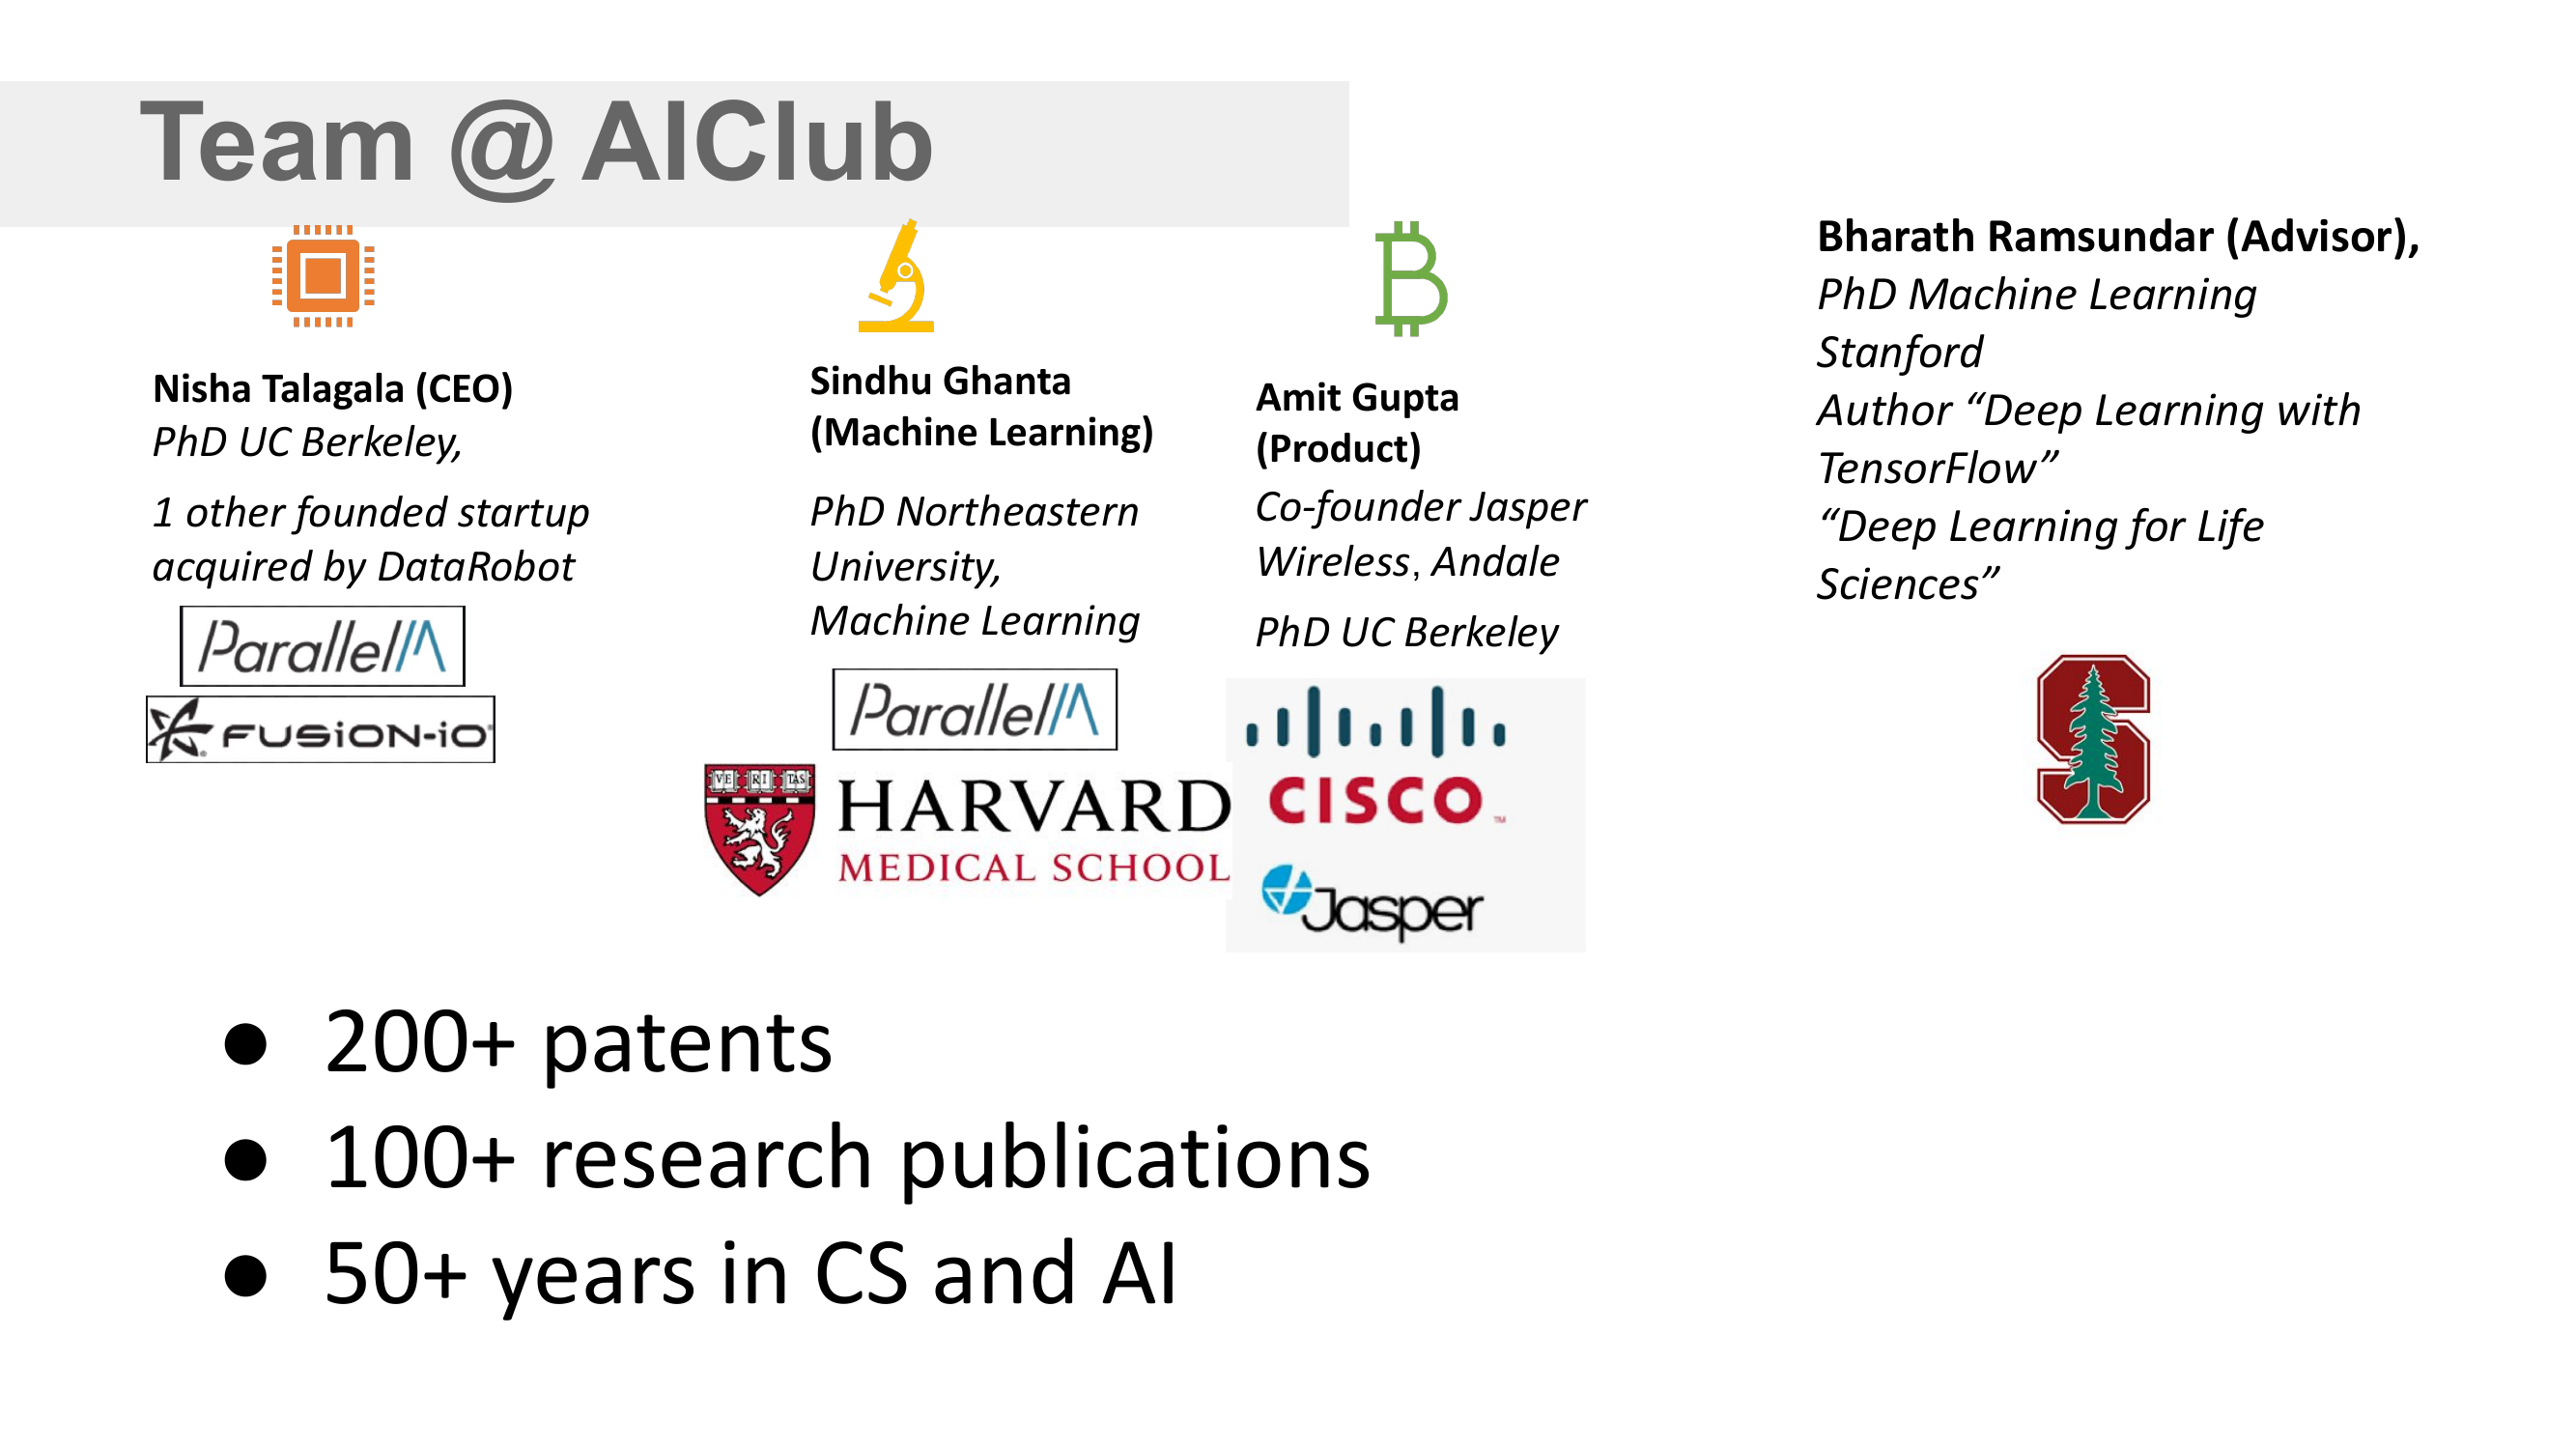 Team @ AIClub
Nisha Talagala (CEO)
PhD UC Berkeley,
1 other founded startup
acquired by DataRobot
ParallelM
FUSiON-iO
Sindhu Ghanta
(Machine Learning)
PhD Northeastern
University,
Machine Learning
ParallelM
VE RI TAS
HARVARD
MEDICAL SCHOOL
Amit Gupta
(Product)
Co-founder Jasper
Wireless, Andale
PhD UC Berkeley
CISCO™
Jasper
Bharath Ramsundar (Advisor),
PhD Machine Learning
Stanford
Author “Deep Learning with
TensorFlow”
“Deep Learning for Life
Sciences”
S
● 200+ patents
● 100+ research publications
● 50+ years in CS and AI